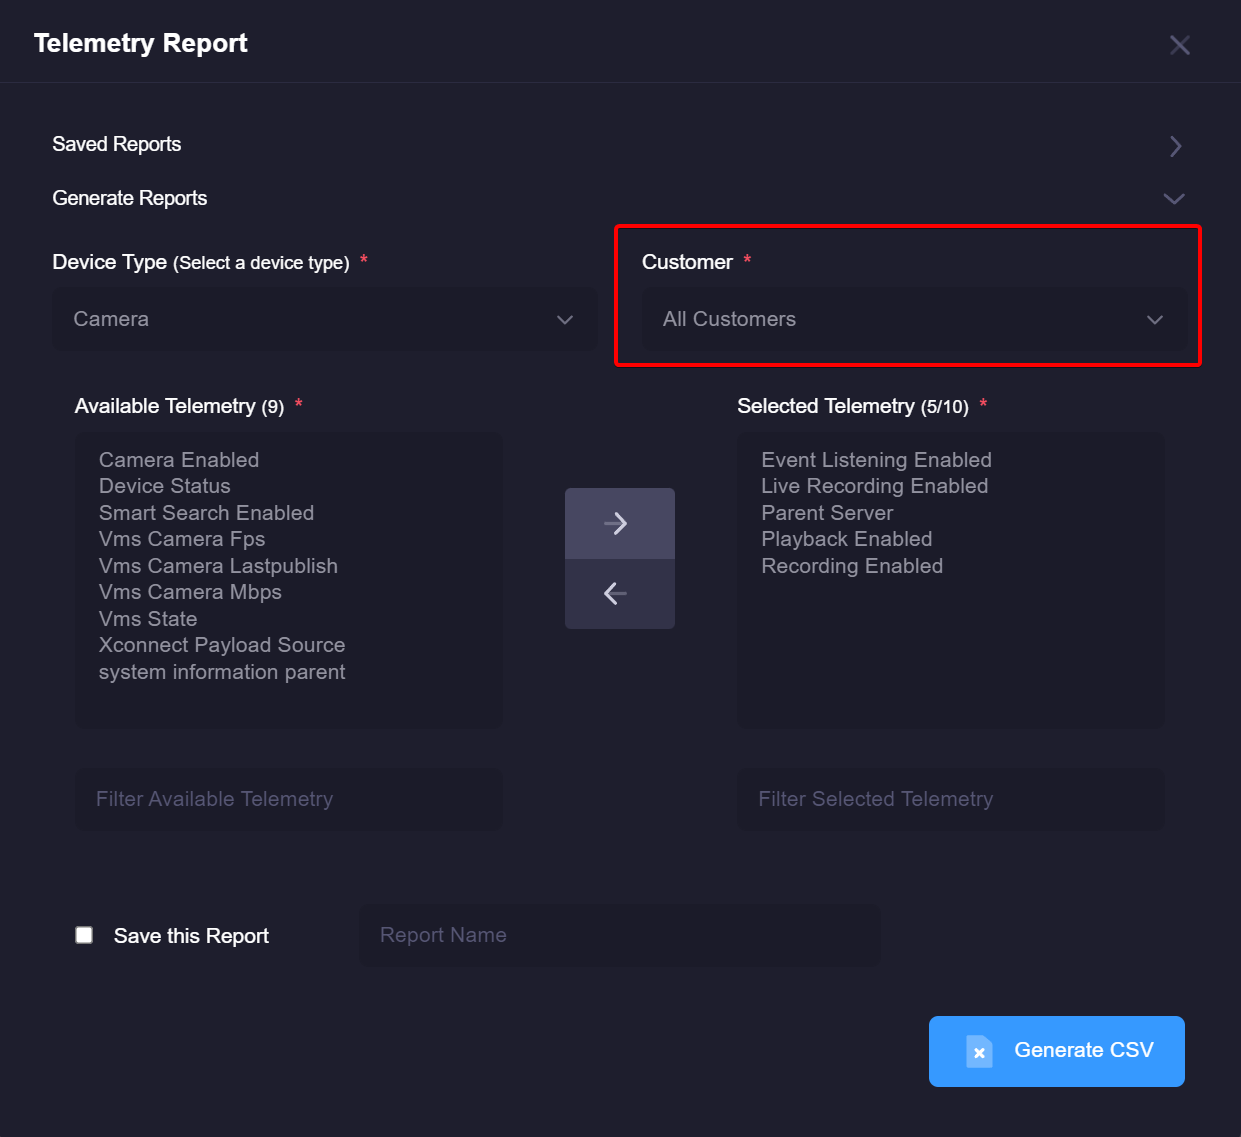 Telemetry Report
Saved Reports
Generate Reports
Device Type (Select a device type) *
Camera
Customer *
All Customers
Available Telemetry (9) *
Camera Enabled
Device Status
Smart Search Enabled
Vms Camera Fps
Vms Camera Lastpublish
Vms Camera Mbps
Vms State
Xconnect Payload Source
system information parent
Filter Available Telemetry
Selected Telemetry (5/10) *
Event Listening Enabled
Live Recording Enabled
Parent Server
Playback Enabled
Recording Enabled
Filter Selected Telemetry
Save this Report
Report Name
Generate CSV